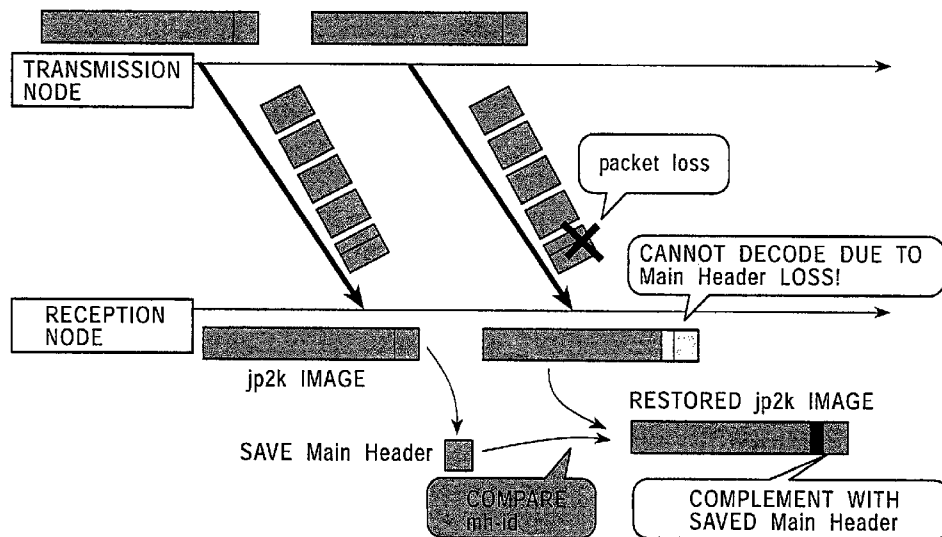 TRANSMISSION
NODE
packet loss
CANNOT DECODE DUE TO
Main Header LOSS!
RECEPTION
NODE
jp2k IMAGE
RESTORED jp2k IMAGE
SAVE Main Header
COMPARE
mh-id
COMPLEMENT WITH
SAVED Main Header